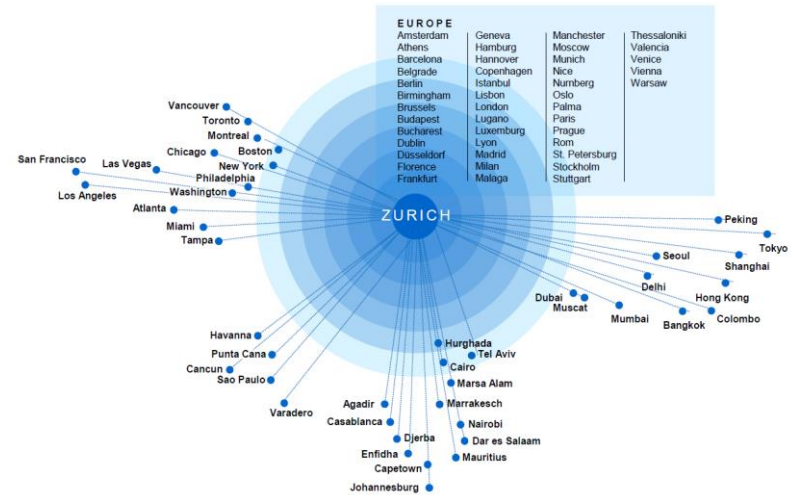 EUROPE
Amsterdam
Athens
Barcelona
Belgrade
Berlin
Birmingham
Brussels
Budapest
Bucharest
Dublin
Düsseldorf
Florence
Frankfurt
Geneva
Hamburg
Hannover
Copenhagen
Istanbul
Lisbon
London
Lugano
Luxemburg
Lyon
Madrid
Milan
Malaga
Manchester
Moscow
Munich
Nice
Nurnberg
Oslo
Palma
Paris
Prague
Rom
St. Petersburg
Stockholm
Stuttgart
Thessaloniki
Valencia
Venice
Vienna
Warsaw
Vancouver
Toronto
Montreal
Chicago
Boston
San Francisco
Las Vegas
New York
Philadelphia
Los Angeles
Washington
Atlanta
Miami
Tampa
ZURICH
Peking
Tokyo
Seoul
Shanghai
Delhi
Hong Kong
Dubai
Muscat
Mumbai
Bangkok
Colombo
Havanna
Punta Cana
Cancun
Sao Paulo
Varadero
Hurghada
Tel Aviv
Cairo
Marsa Alam
Agadir
Marrakesch
Casablanca
Nairobi
Djerba
Dar es Salaam
Enfidha
Mauritius
Capetown
Johannesburg